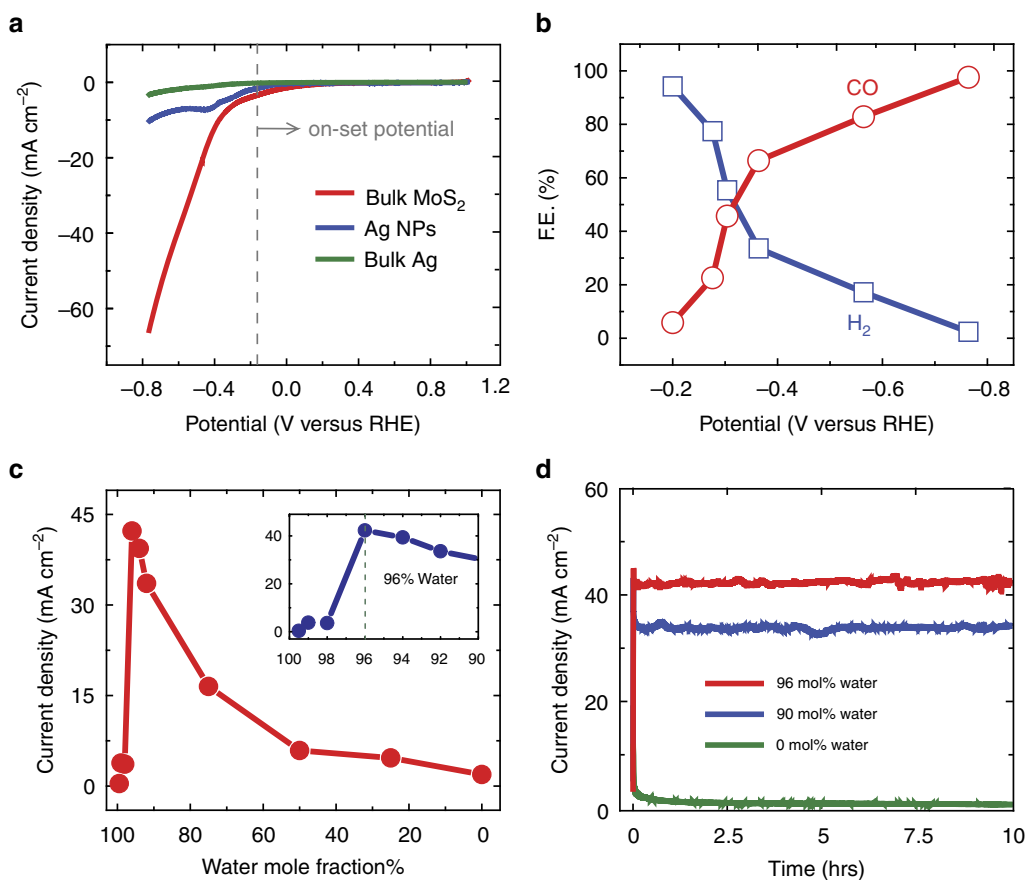 a
Current density (mA cm−2)
0
−20
−40
−60
on-set potential
Bulk MoS2
Ag NPs
Bulk Ag
−0.8
−0.4
0.0
0.4
0.8
1.2
Potential (V versus RHE)
b
F.E. (%)
100
80
60
40
20
0
CO
H2
−0.2
−0.4
−0.6
−0.8
Potential (V versus RHE)
c
Current density (mA cm−2)
45
30
15
0
40
20
0
96% Water
100
98
96
94
92
90
100
80
60
40
20
0
Water mole fraction%
d
Current density (mA cm−2)
60
40
20
0
96 mol% water
90 mol% water
0 mol% water
0
2.5
5
7.5
10
Time (hrs)